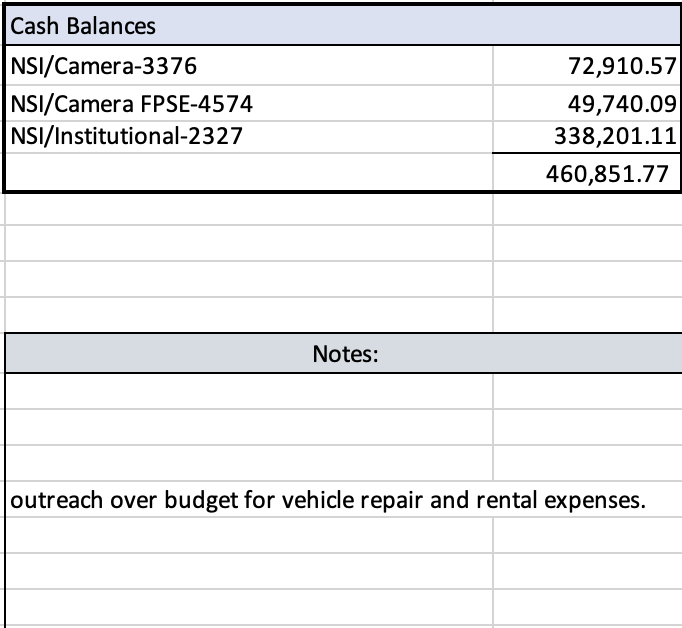 Cash Balances
NSI/Camera-3376 72,910.57
NSI/Camera FPSE-4574 49,740.09
NSI/Institutional-2327 338,201.11
460,851.77
Notes:
outreach over budget for vehicle repair and rental expenses.